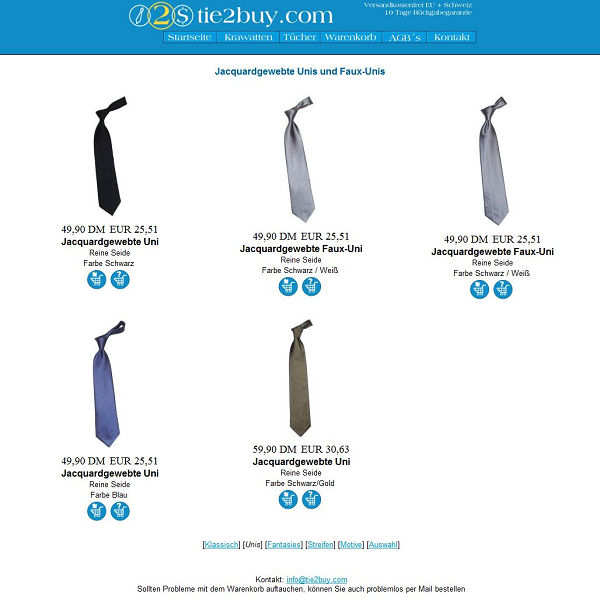 tie2buy.com
Versandkostenfrei EU + Schweiz
10 Tage Rückgabegarantie
Startseite Krawatten Tücher Warenkorb AGB´s Kontakt
Jacquardgewebte Unis und Faux-Unis
49,90 DM EUR 25,51
Jacquardgewebte Uni
Reine Seide
Farbe Schwarz
49,90 DM EUR 25,51
Jacquardgewebte Faux-Uni
Reine Seide
Farbe Schwarz / Weiß
49,90 DM EUR 25,51
Jacquardgewebte Faux-Uni
Reine Seide
Farbe Schwarz / Weiß
49,90 DM EUR 25,51
Jacquardgewebte Uni
Reine Seide
Farbe Blau
59,90 DM EUR 30,63
Jacquardgewebte Uni
Reine Seide
Farbe Schwarz/Gold
[Klassisch] [Unis] [Fantasies] [Streifen] [Motive] [Auswahl]
Kontakt: info@tie2buy.com
Sollten Probleme mit dem Warenkorb auftauchen, können Sie auch problemlos per Mail bestellen